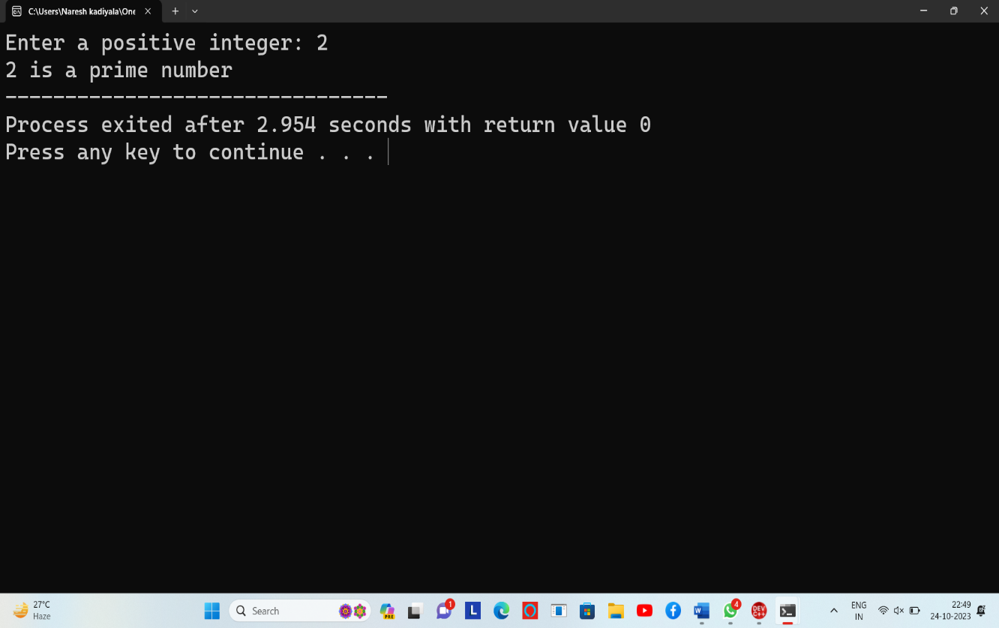 C:\Users\Naresh kadiyala\One
Enter a positive integer: 2
2 is a prime number
--------------------------------
Process exited after 2.954 seconds with return value 0
Press any key to continue . . .
27°C
Haze
Search
PRE
1
L
W
4
DEV
C++
ENG
IN
22:49
24-10-2023